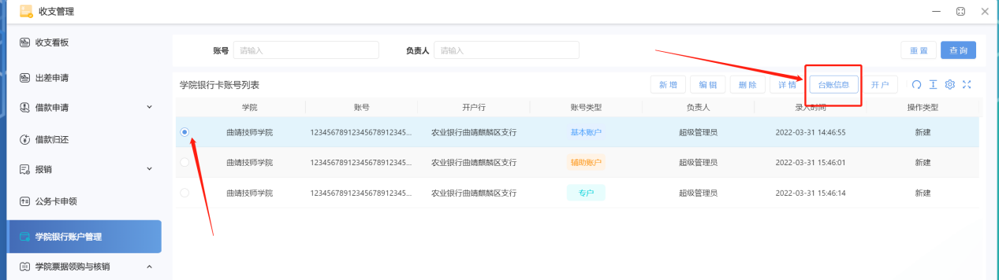 收支管理
收支看板
账号 请输入 负责人 请输入 重置 查询
出差申请
学院银行卡账号列表 新增 编辑 删除 详情 台账信息 开户
借款申请
学院 账号 开户行 账号类型 负责人 录入时间 操作类型
借款归还
曲靖技师学院 12345678912345678912345... 农业银行曲靖麒麟区支行 基本账户 超级管理员 2022-03-31 14:46:55 新建
报销
曲靖技师学院 12345678912345678912345... 农业银行曲靖麒麟区支行 辅助账户 超级管理员 2022-03-31 15:46:01 新建
公务卡申领
曲靖技师学院 12345678912345678912345... 农业银行曲靖麒麟区支行 专户 超级管理员 2022-03-31 15:46:14 新建
学院银行账户管理
学院票据领购与核销